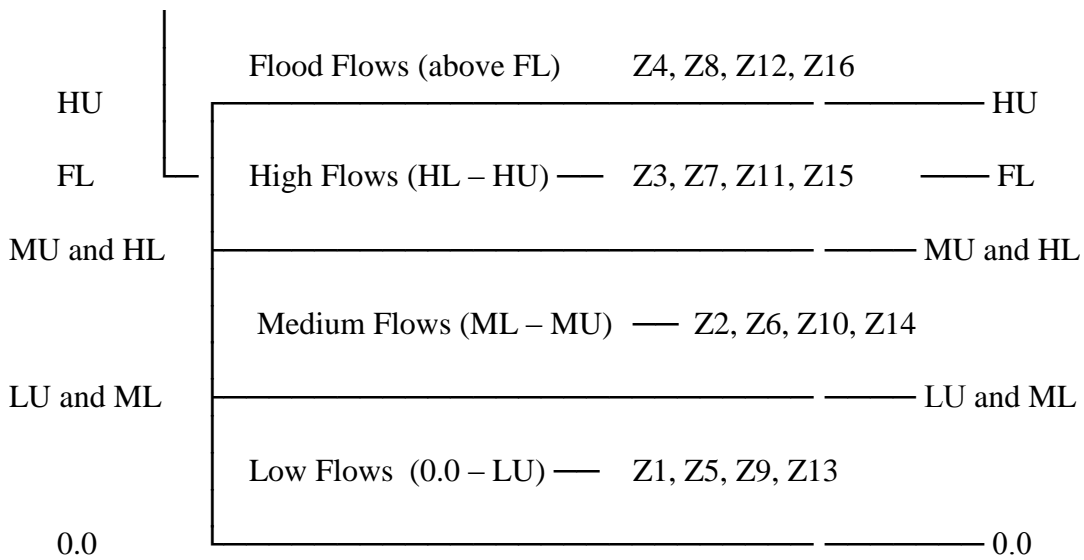 Flood Flows (above FL) Z4, Z8, Z12, Z16
HU HU
FL High Flows (HL – HU) Z3, Z7, Z11, Z15 FL
MU and HL MU and HL
Medium Flows (ML – MU) Z2, Z6, Z10, Z14
LU and ML LU and ML
Low Flows (0.0 – LU) Z1, Z5, Z9, Z13
0.0 0.0